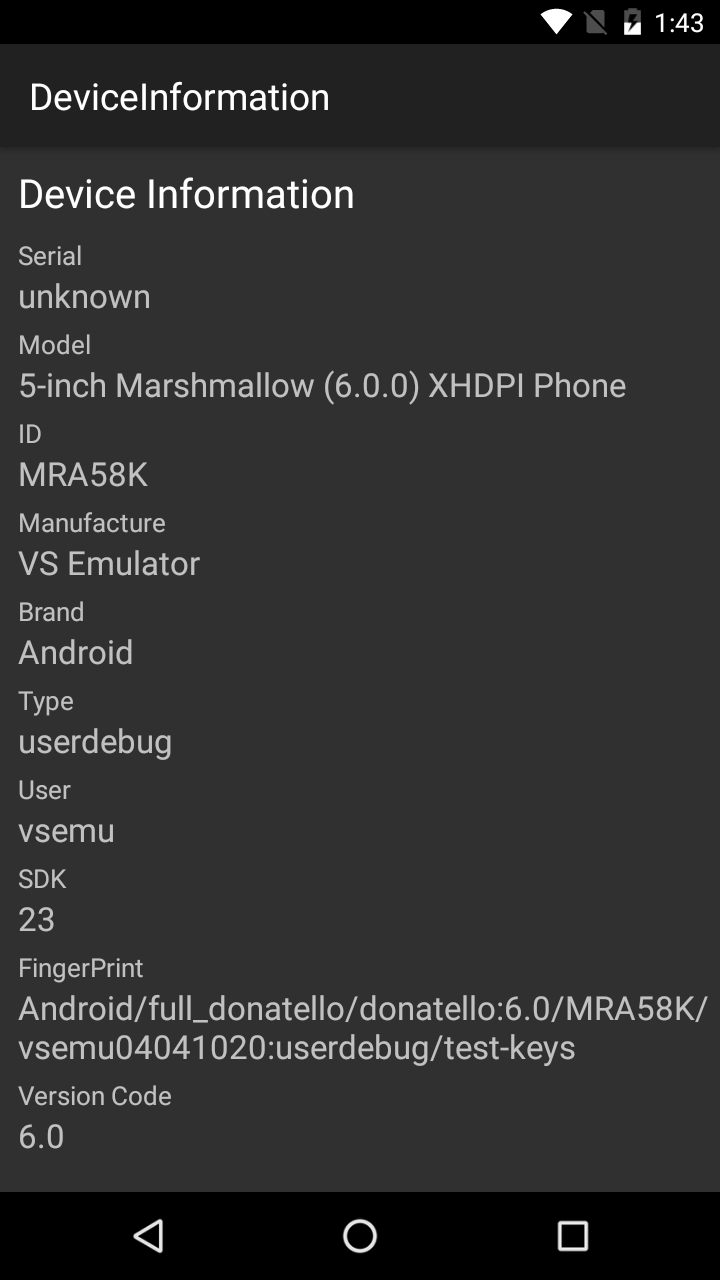 1:43
DeviceInformation
Device Information
Serial
unknown
Model
5-inch Marshmallow (6.0.0) XHDPI Phone
ID
MRA58K
Manufacture
VS Emulator
Brand
Android
Type
userdebug
User
vsemu
SDK
23
FingerPrint
Android/full_donatello/donatello:6.0/MRA58K/
vsemu04041020:userdebug/test-keys
Version Code
6.0